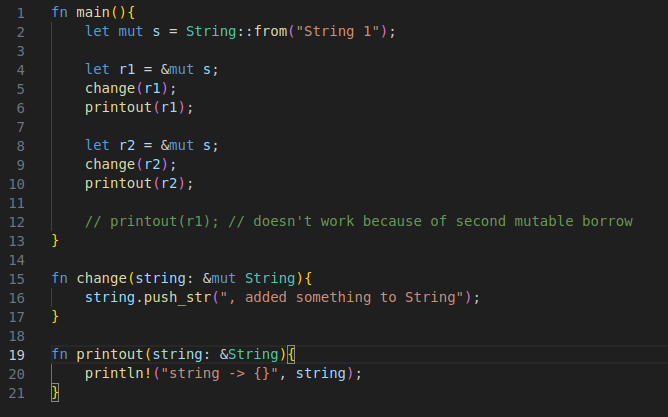 1 fn main(){
2     let mut s = String::from("String 1");
3
4     let r1 = &mut s;
5     change(r1);
6     printout(r1);
7
8     let r2 = &mut s;
9     change(r2);
10     printout(r2);
11
12     // printout(r1); // doesn't work because of second mutable borrow
13 }
14
15 fn change(string: &mut String){
16     string.push_str(", added something to String");
17 }
18
19 fn printout(string: &String){
20     println!("string -> {}", string);
21 }